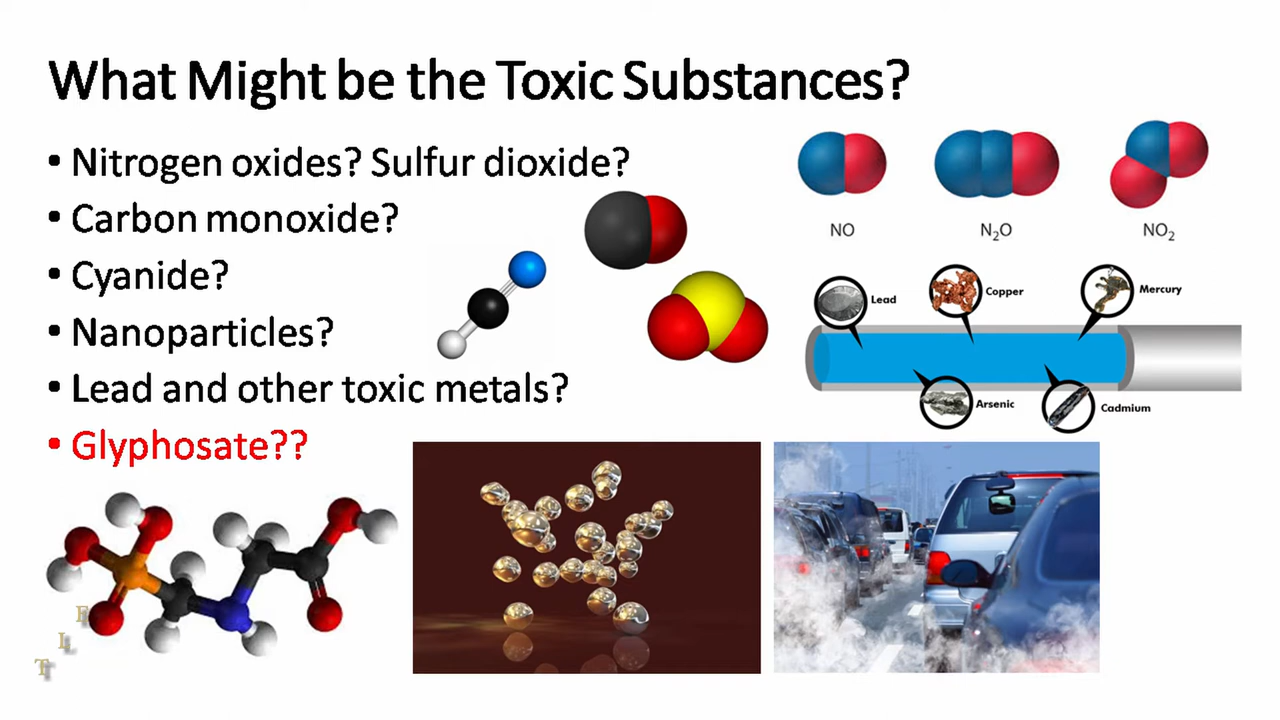 What Might be the Toxic Substances?
• Nitrogen oxides? Sulfur dioxide?
• Carbon monoxide?
• Cyanide?
• Nanoparticles?
• Lead and other toxic metals?
• Glyphosate??
NO
N₂O
NO₂
Lead
Copper
Mercury
Arsenic
Cadmium
F
I
T